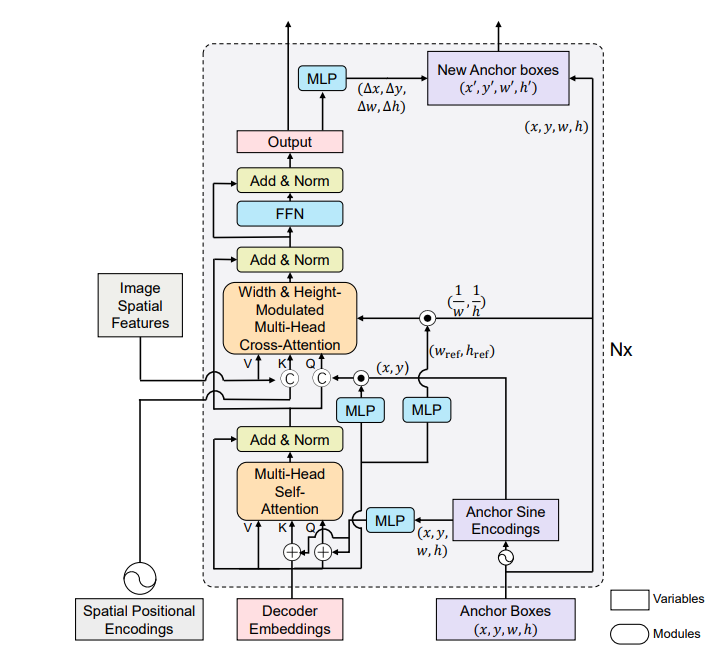 MLP
(Δx, Δy,
Δw, Δh)
New Anchor boxes
(x′, y′, w′, h′)
(x, y, w, h)
Output
Add & Norm
FFN
Add & Norm
Image
Spatial
Features
Width & Height-
Modulated
Multi-Head
Cross-Attention
(1/w, 1/h)
(w_ref, h_ref)
Nx
V K Q
C C
(x, y)
MLP
MLP
Add & Norm
Multi-Head
Self-
Attention
V K Q
MLP
(x, y,
w, h)
Anchor Sine
Encodings
Spatial Positional
Encodings
Decoder
Embeddings
Anchor Boxes
(x, y, w, h)
Variables
Modules